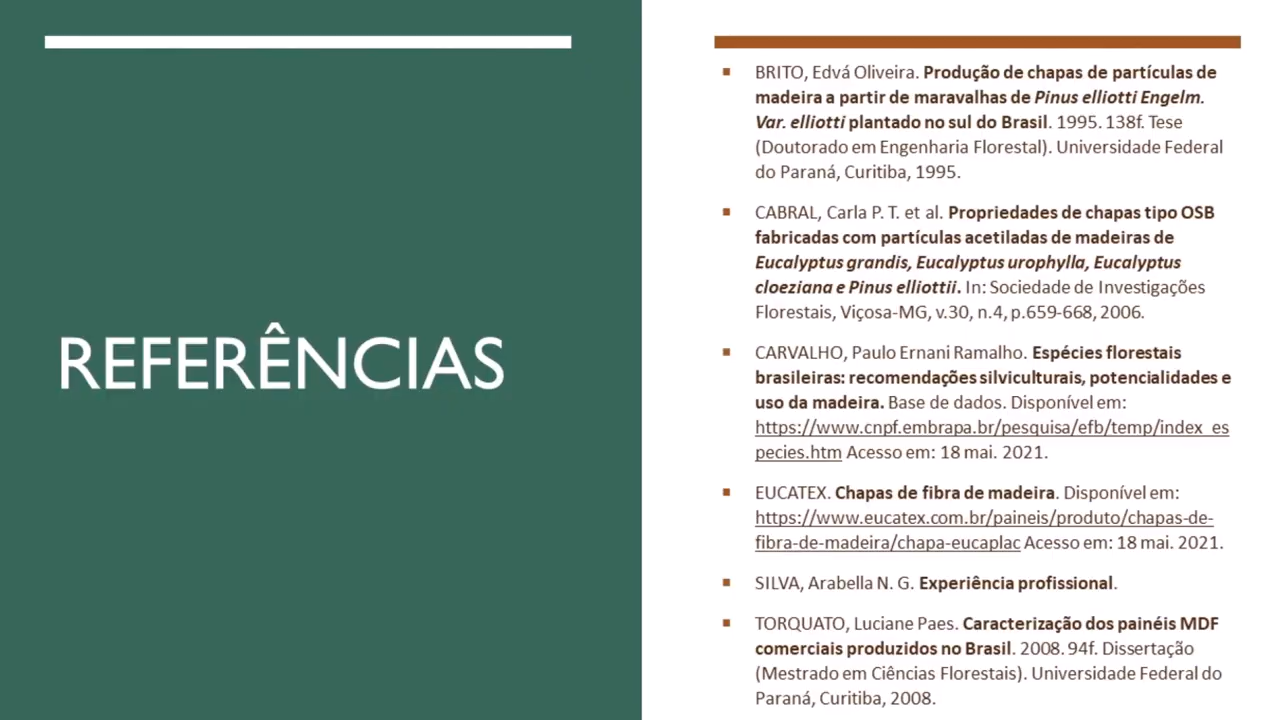 REFERÊNCIAS
▪ BRITO, Edvá Oliveira. Produção de chapas de partículas de
madeira a partir de maravalhas de Pinus elliotti Engelm.
Var. elliotti plantado no sul do Brasil. 1995. 138f. Tese
(Doutorado em Engenharia Florestal). Universidade Federal
do Paraná, Curitiba, 1995.
▪ CABRAL, Carla P. T. et al. Propriedades de chapas tipo OSB
fabricadas com partículas acetiladas de madeiras de
Eucalyptus grandis, Eucalyptus urophylla, Eucalyptus
cloeziana e Pinus elliottii. In: Sociedade de Investigações
Florestais, Viçosa-MG, v.30, n.4, p.659-668, 2006.
▪ CARVALHO, Paulo Ernani Ramalho. Espécies florestais
brasileiras: recomendações silviculturais, potencialidades e
uso da madeira. Base de dados. Disponível em:
https://www.cnpf.embrapa.br/pesquisa/efb/temp/index_es
pecies.htm Acesso em: 18 mai. 2021.
▪ EUCATEX. Chapas de fibra de madeira. Disponível em:
https://www.eucatex.com.br/paineis/produto/chapas-de-
fibra-de-madeira/chapa-eucaplac Acesso em: 18 mai. 2021.
▪ SILVA, Arabella N. G. Experiência profissional.
▪ TORQUATO, Luciane Paes. Caracterização dos painéis MDF
comerciais produzidos no Brasil. 2008. 94f. Dissertação
(Mestrado em Ciências Florestais). Universidade Federal do
Paraná, Curitiba, 2008.